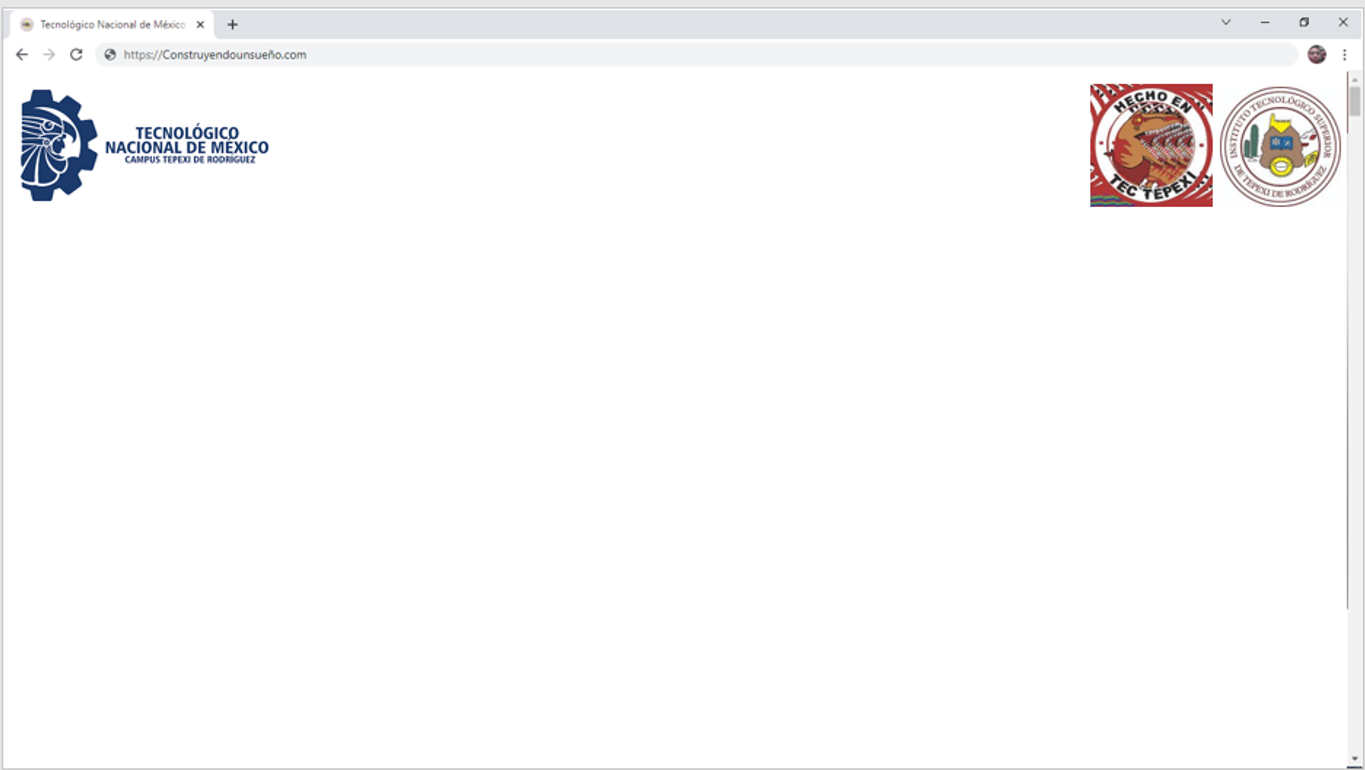 Tecnológico Nacional de México
https://Construyendounsueño.com
TECNOLÓGICO
NACIONAL DE MÉXICO
CAMPUS TEPEXI DE RODRÍGUEZ
HECHO EN
TEC TEPEXI
INSTITUTO TECNOLÓGICO SUPERIOR
DE TEPEXI DE RODRÍGUEZ